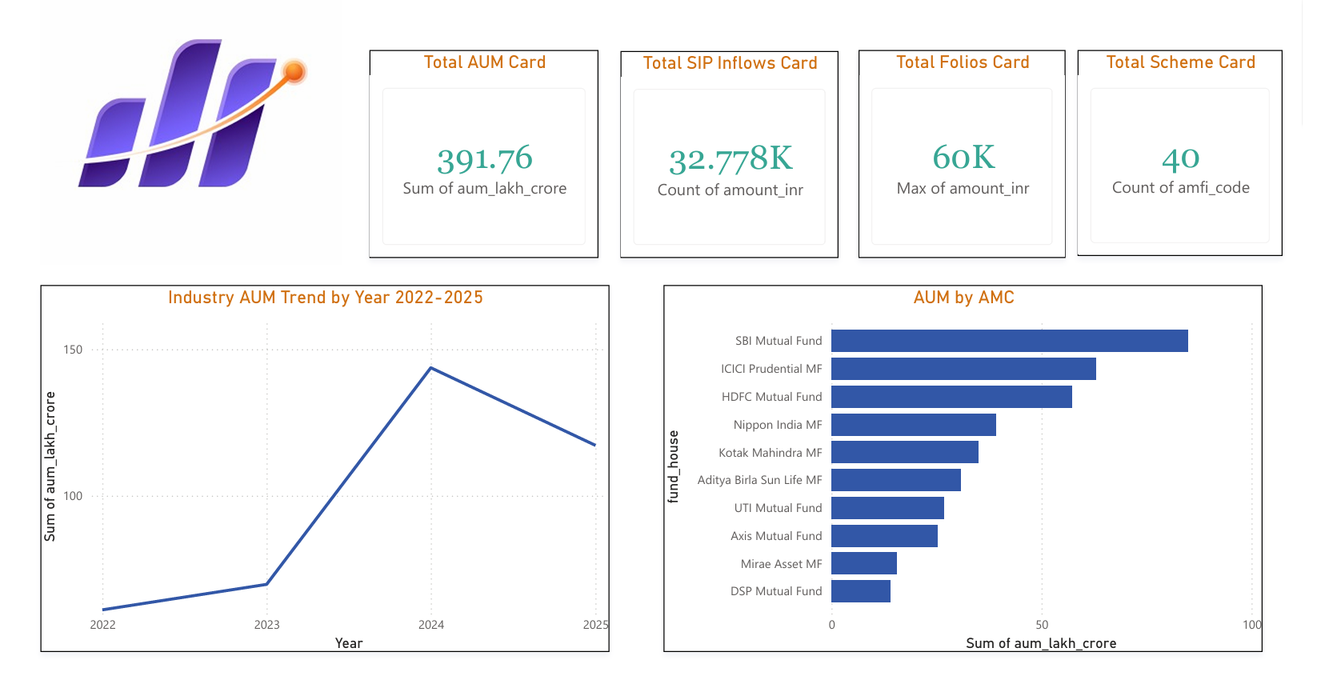 Total AUM Card
391.76
Sum of aum_lakh_crore
Total SIP Inflows Card
32.778K
Count of amount_inr
Total Folios Card
60K
Max of amount_inr
Total Scheme Card
40
Count of amfi_code
Industry AUM Trend by Year 2022-2025
Sum of aum_lakh_crore
150
100
2022 2023 2024 2025
Year
AUM by AMC
fund_house
SBI Mutual Fund
ICICI Prudential MF
HDFC Mutual Fund
Nippon India MF
Kotak Mahindra MF
Aditya Birla Sun Life MF
UTI Mutual Fund
Axis Mutual Fund
Mirae Asset MF
DSP Mutual Fund
0 50 100
Sum of aum_lakh_crore